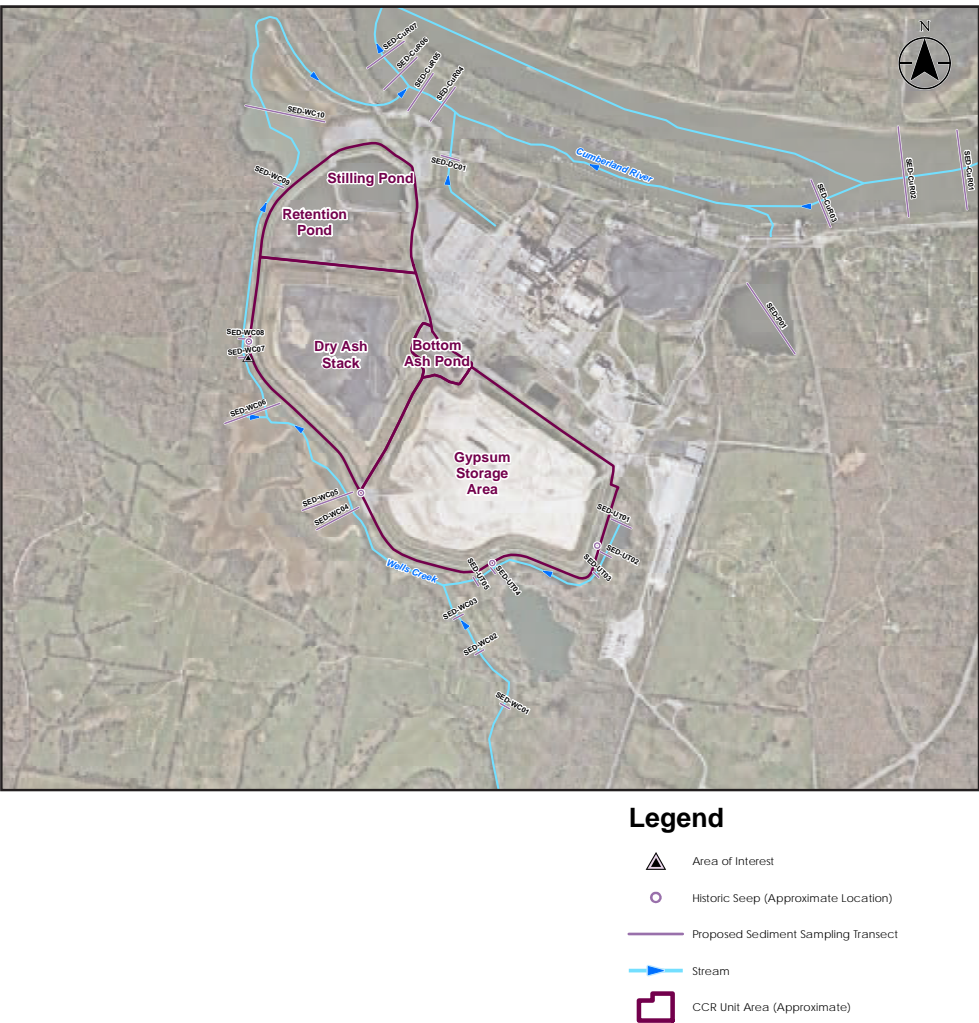 N
SED-CuR07
SED-CuR06
SED-CuR05
SED-CuR04
SED-WC10
SED-DC01
Cumberland River
SED-CuR01
SED-CuR02
SED-CuR03
SED-WC09
Stilling Pond
Retention
Pond
SED-P01
SED-WC08
SED-WC07
Dry Ash
Stack
Bottom
Ash Pond
SED-WC06
Gypsum
Storage
Area
SED-WC05
SED-WC04
SED-UT01
SED-UT02
SED-UT03
Wells Creek
SED-UT05
SED-UT04
SED-WC03
SED-WC02
SED-WC01
Legend
Area of Interest
Historic Seep (Approximate Location)
Proposed Sediment Sampling Transect
Stream
CCR Unit Area (Approximate)